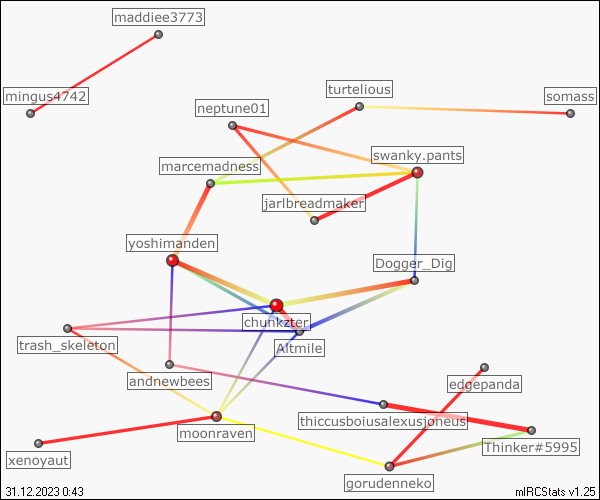 maddiee3773
mingus4742
turtelious
somass
neptune01
marcemadness
swanky.pants
jarlbreadmaker
yoshimanden
Dogger_Dig
chunkzter
trash_skeleton
Altmile
andnewbees
edgepanda
thiccusboiusalexusjoneus
moonraven
Thinker#5995
xenoyaut
gorudenneko
31.12.2023 0:43
mIRCStats v1.25